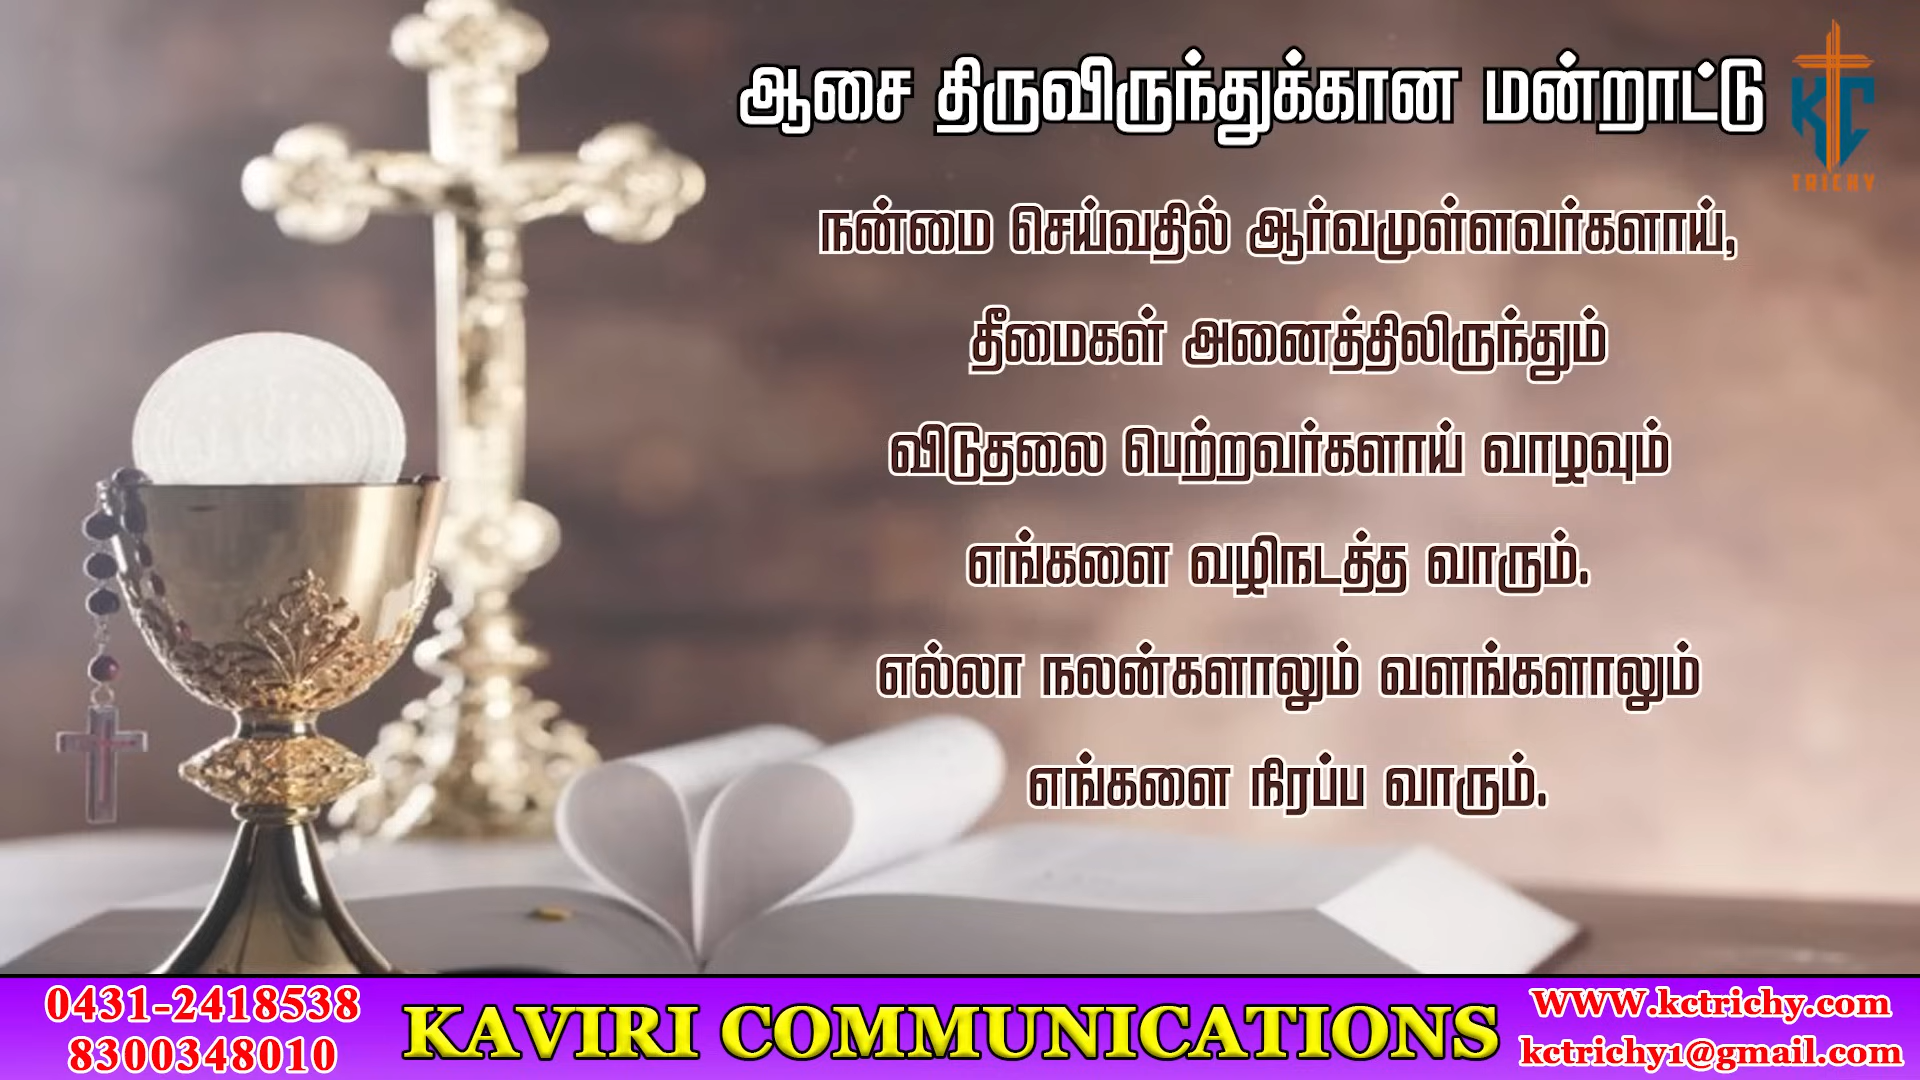 ஆசை திருவிருந்துக்கான மன்றாட்டு
KC
TRICHY
நன்மை செய்வதில் ஆர்வமுள்ளவர்களாய்,
தீமைகள் அனைத்திலிருந்தும்
விடுதலை பெற்றவர்களாய் வாழவும்
எங்களை வழிநடத்த வாரும்.
எல்லா நலன்களாலும் வளங்களாலும்
எங்களை நிரப்ப வாரும்.
0431-2418538
8300348010
KAVIRI COMMUNICATIONS
WWW.kctrichy.com
kctrichy1@gmail.com